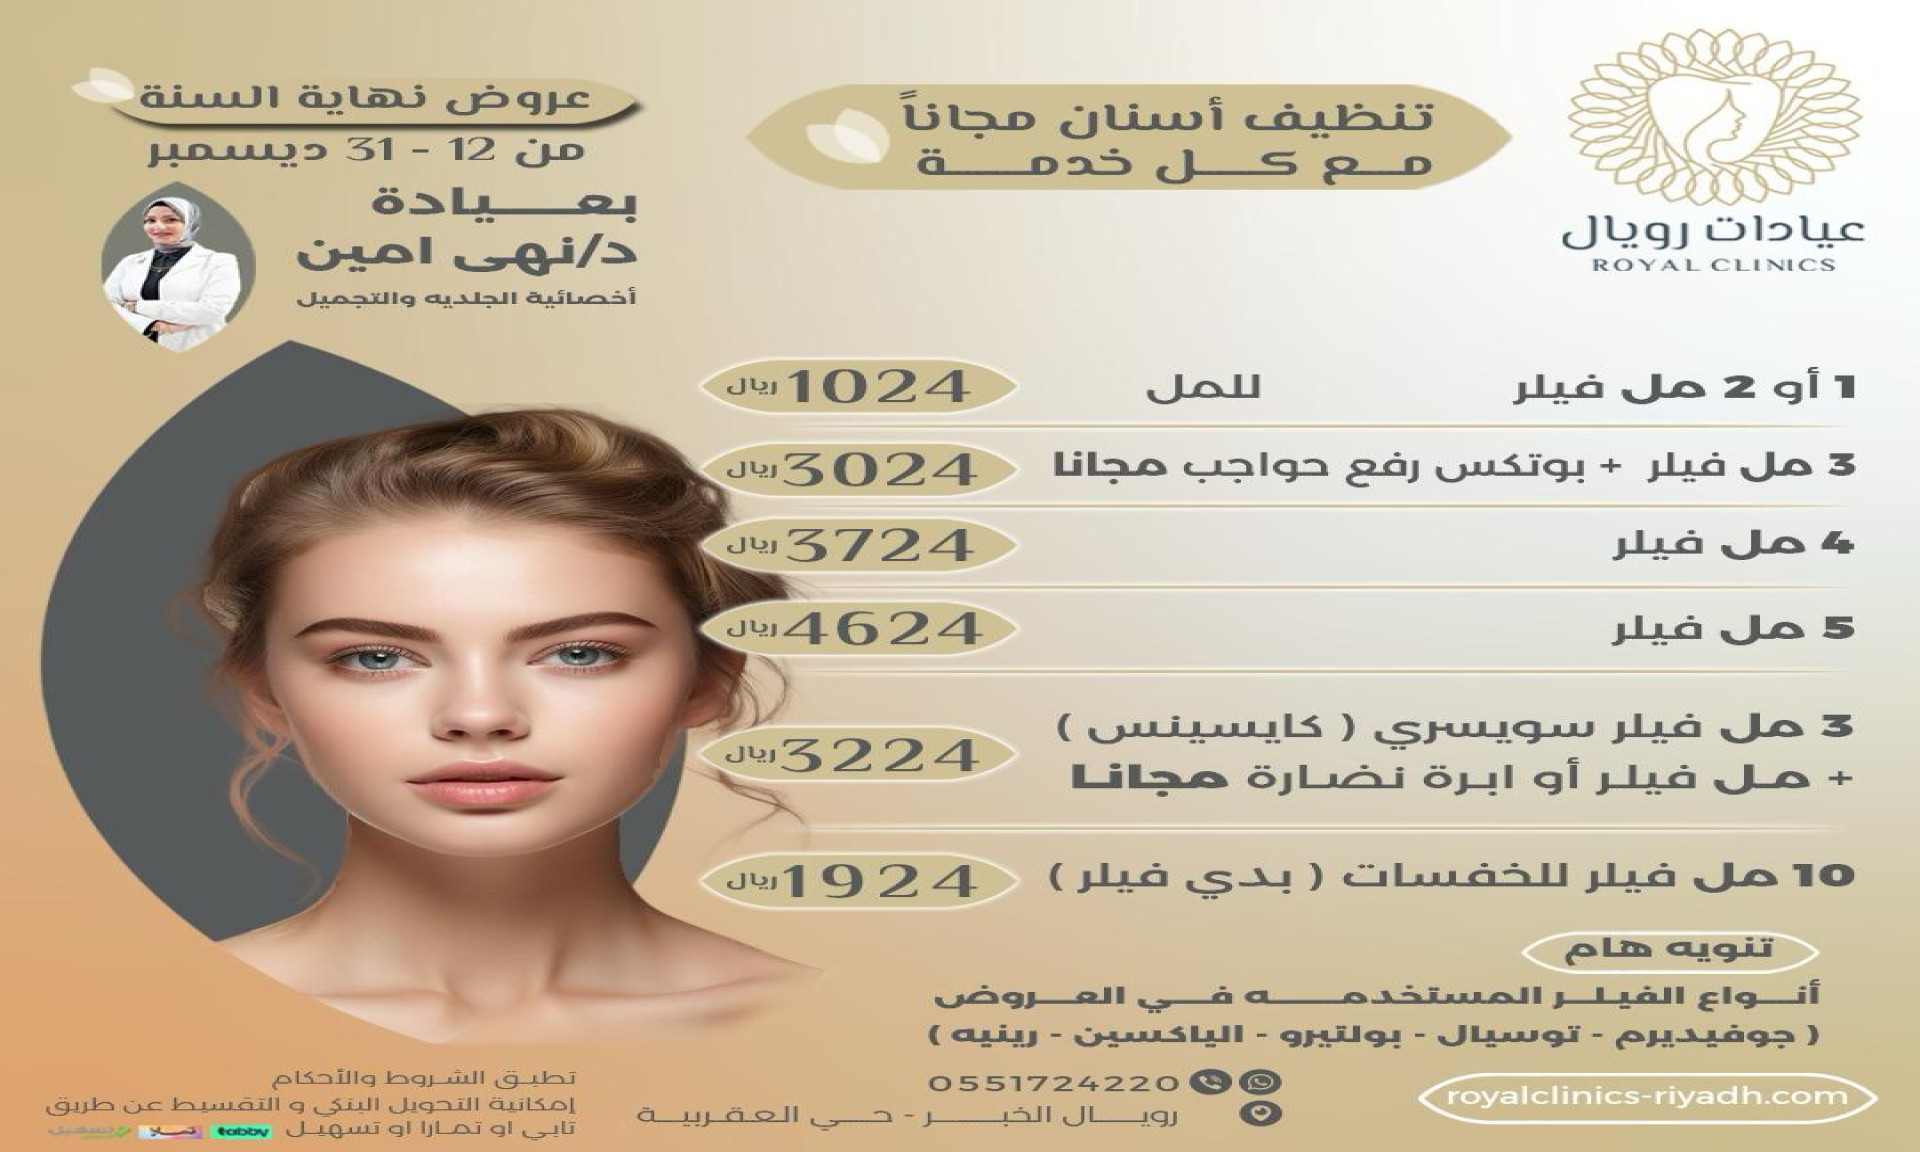 عيادات رويال
ROYAL CLINICS
تنظيف أسنان مجاناً
مع كل خدمة
عروض نهاية السنة
من 12 - 31 ديسمبر
بعيادة
د/نهى امين
أخصائية الجلديه والتجميل
1 أو 2 مل فيلر للمل 1024 ريال
3 مل فيلر + بوتكس رفع حواجب مجانا 3024 ريال
4 مل فيلر 3724 ريال
5 مل فيلر 4624 ريال
3 مل فيلر سويسري ( كايسينس )
+ مل فيلر أو ابرة نضارة مجانا 3224 ريال
10 مل فيلر للخفسات ( بدي فيلر ) 1924 ريال
تنويه هام
أنواع الفيلر المستخدمه في العروض
( جوفيديرم - توسيال - بولتيرو - الياكسين - رينيه )
royalclinics-riyadh.com
0551724220
رويال الخبر - حي العقربية
تطبق الشروط والأحكام
إمكانية التحويل البنكي و التقسيط عن طريق
تابي او تمارا او تسهيل tabby تمارا تسهيل